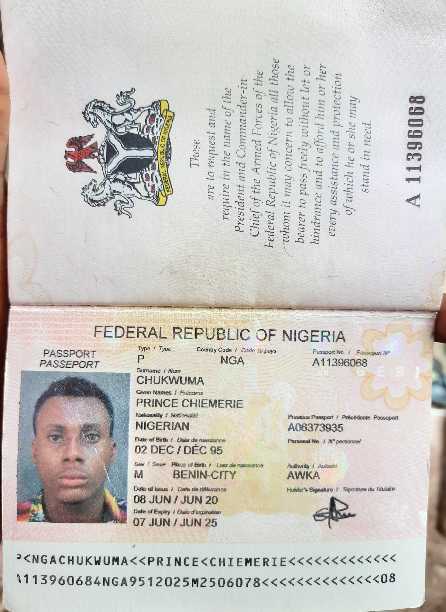 These
are to request and
require in the name of the
President and Commander-in
Chief of the Armed Forces of the
Federal Republic of Nigeria all those
whom it may concern to allow the
bearer to pass freely without let or
hindrance and to afford him or her
every assistance and protection
of which he or she may
stand in need.
A 11396068
FEDERAL REPUBLIC OF NIGERIA
PASSPORT
PASSEPORT
Type / Type Country Code / Code du pays Passport No. / Passeport N°
P NGA A11396068
Surname / Nom
CHUKWUMA
Given Names / Prénoms
PRINCE CHIEMERIE
Nationality / Nationalité Previous Passport / Précédente Passeport
NIGERIAN A06373935
Date of Birth / Date de naissance Personal No. / N° personnel
02 DEC / DÉC 95
Sex / Sexe Place of Birth / Lieu de naissance Authority / Autorité
M BENIN-CITY AWKA
Date of Issue / Date de délivrance Holder's Signature / Signature du Titulaire
08 JUN / JUN 20
Date of Expiry / Date d'expiration
07 JUN / JUN 25
P<NGACHUKWUMA<<PRINCE<CHIEMERIE<<<<<<<<<<<<<
A113960684NGA9512025M2506078<<<<<<<<<<<<<<08